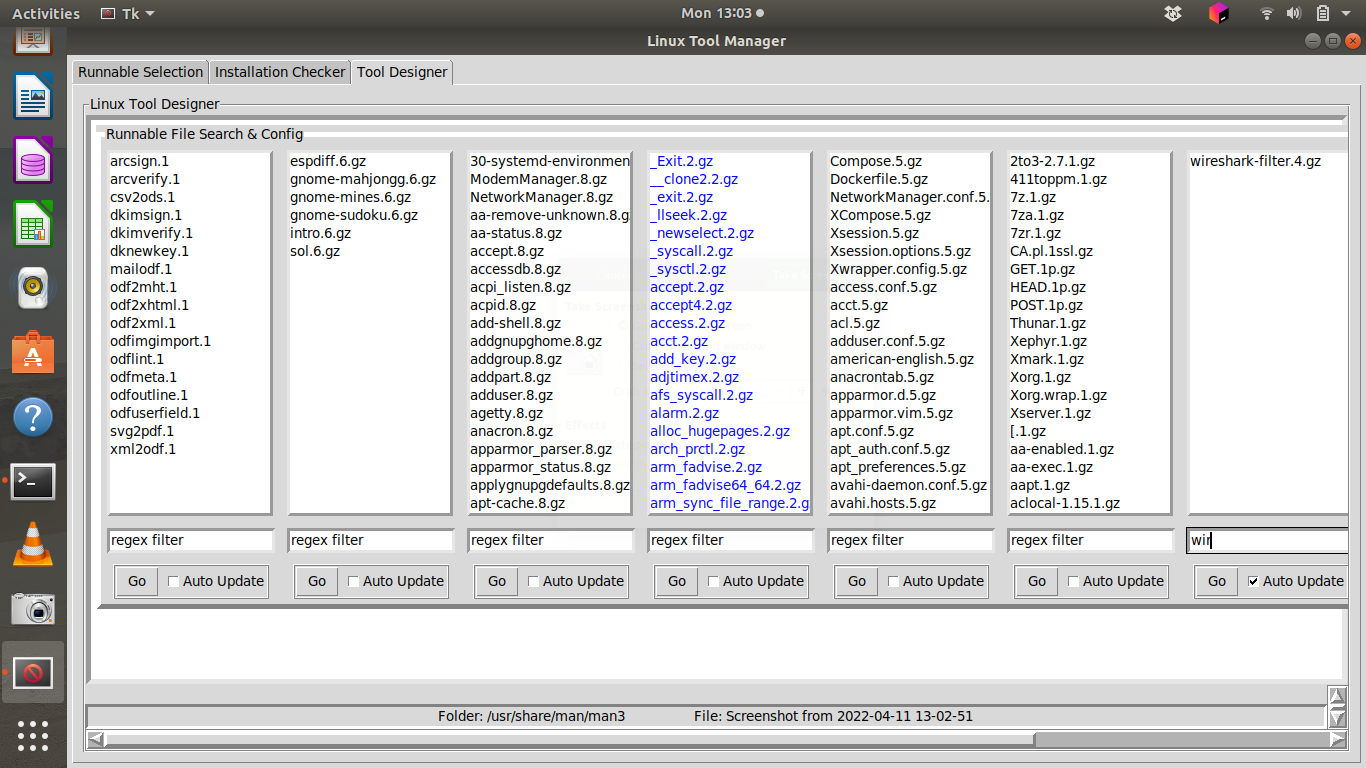 Activities Tk Mon 13:03
Linux Tool Manager
Runnable Selection Installation Checker Tool Designer
Linux Tool Designer
Runnable File Search & Config
arcsign.1
arcverify.1
csv2ods.1
dkimsign.1
dkimverify.1
dknewkey.1
mailodf.1
odf2mht.1
odf2xhtml.1
odf2xml.1
odfimgimport.1
odflint.1
odfmeta.1
odfoutline.1
odfuserfield.1
svg2pdf.1
xml2odf.1
regex filter
Go Auto Update
espdiff.6.gz
gnome-mahjongg.6.gz
gnome-mines.6.gz
gnome-sudoku.6.gz
intro.6.gz
sol.6.gz
regex filter
Go Auto Update
30-systemd-environmen
ModemManager.8.gz
NetworkManager.8.gz
aa-remove-unknown.8.g
aa-status.8.gz
accept.8.gz
accessdb.8.gz
acpi_listen.8.gz
acpid.8.gz
add-shell.8.gz
addgnupghome.8.gz
addgroup.8.gz
addpart.8.gz
adduser.8.gz
agetty.8.gz
anacron.8.gz
apparmor_parser.8.gz
apparmor_status.8.gz
applygnupgdefaults.8.gz
apt-cache.8.gz
regex filter
Go Auto Update
_Exit.2.gz
__clone2.2.gz
_exit.2.gz
_llseek.2.gz
_newselect.2.gz
_syscall.2.gz
_sysctl.2.gz
accept.2.gz
accept4.2.gz
access.2.gz
acct.2.gz
add_key.2.gz
adjtimex.2.gz
afs_syscall.2.gz
alarm.2.gz
alloc_hugepages.2.gz
arch_prctl.2.gz
arm_fadvise.2.gz
arm_fadvise64_64.2.gz
arm_sync_file_range.2.g
regex filter
Go Auto Update
Compose.5.gz
Dockerfile.5.gz
NetworkManager.conf.5.
XCompose.5.gz
Xsession.5.gz
Xsession.options.5.gz
Xwrapper.config.5.gz
access.conf.5.gz
acct.5.gz
acl.5.gz
adduser.conf.5.gz
american-english.5.gz
anacrontab.5.gz
apparmor.d.5.gz
apparmor.vim.5.gz
apt.conf.5.gz
apt_auth.conf.5.gz
apt_preferences.5.gz
avahi-daemon.conf.5.gz
avahi.hosts.5.gz
regex filter
Go Auto Update
2to3-2.7.1.gz
411toppm.1.gz
7z.1.gz
7za.1.gz
7zr.1.gz
CA.pl.1ssl.gz
GET.1p.gz
HEAD.1p.gz
POST.1p.gz
Thunar.1.gz
Xephyr.1.gz
Xmark.1.gz
Xorg.1.gz
Xorg.wrap.1.gz
Xserver.1.gz
[.1.gz
aa-enabled.1.gz
aa-exec.1.gz
aapt.1.gz
aclocal-1.15.1.gz
regex filter
Go Auto Update
wireshark-filter.4.gz
wir
Go Auto Update
Folder: /usr/share/man/man3 File: Screenshot from 2022-04-11 13-02-51